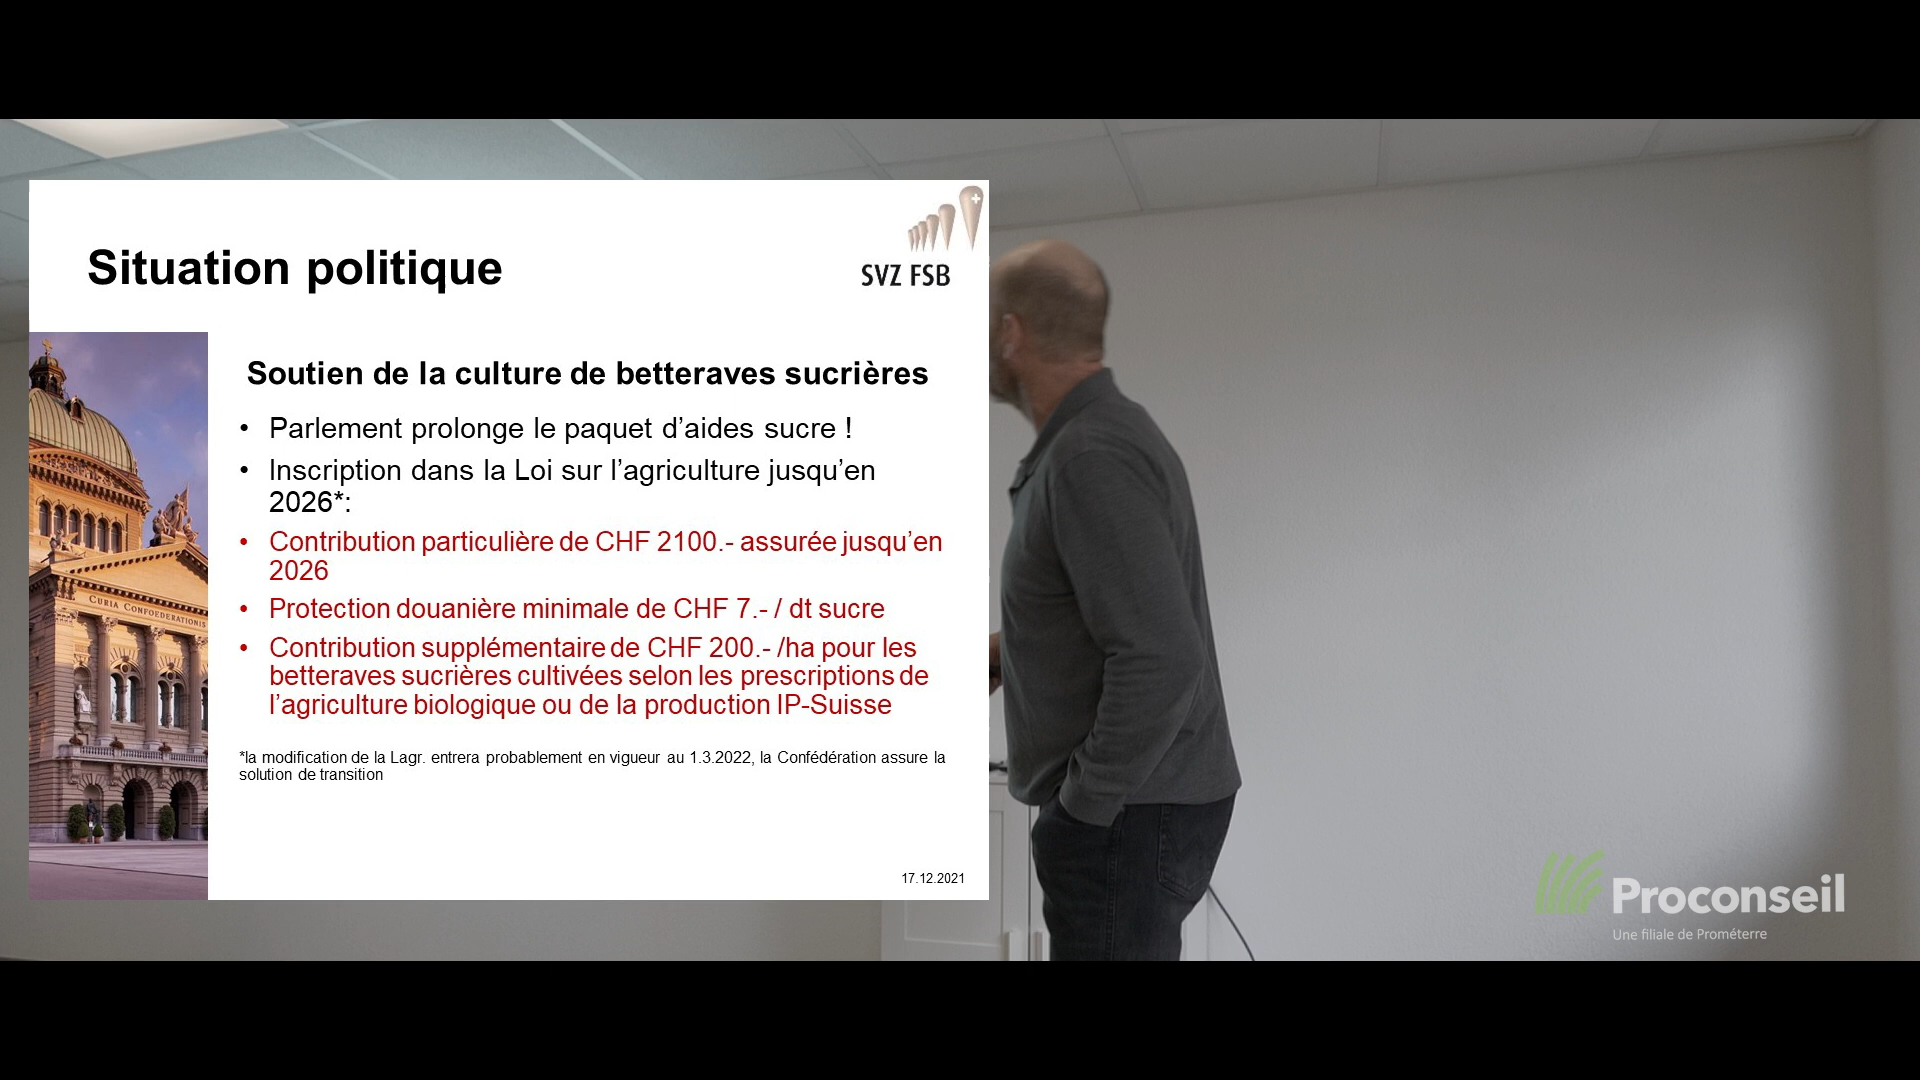 Situation politique
SVZ FSB
Soutien de la culture de betteraves sucrières
• Parlement prolonge le paquet d’aides sucre !
• Inscription dans la Loi sur l’agriculture jusqu’en
2026*:
• Contribution particulière de CHF 2100.- assurée jusqu’en
2026
• Protection douanière minimale de CHF 7.- / dt sucre
• Contribution supplémentaire de CHF 200.- /ha pour les
betteraves sucrières cultivées selon les prescriptions de
l’agriculture biologique ou de la production IP-Suisse
CURIA CONFOEDERATIONIS
*la modification de la Lagr. entrera probablement en vigueur au 1.3.2022, la Confédération assure la
solution de transition
17.12.2021
Proconseil
Une filiale de Prométerre